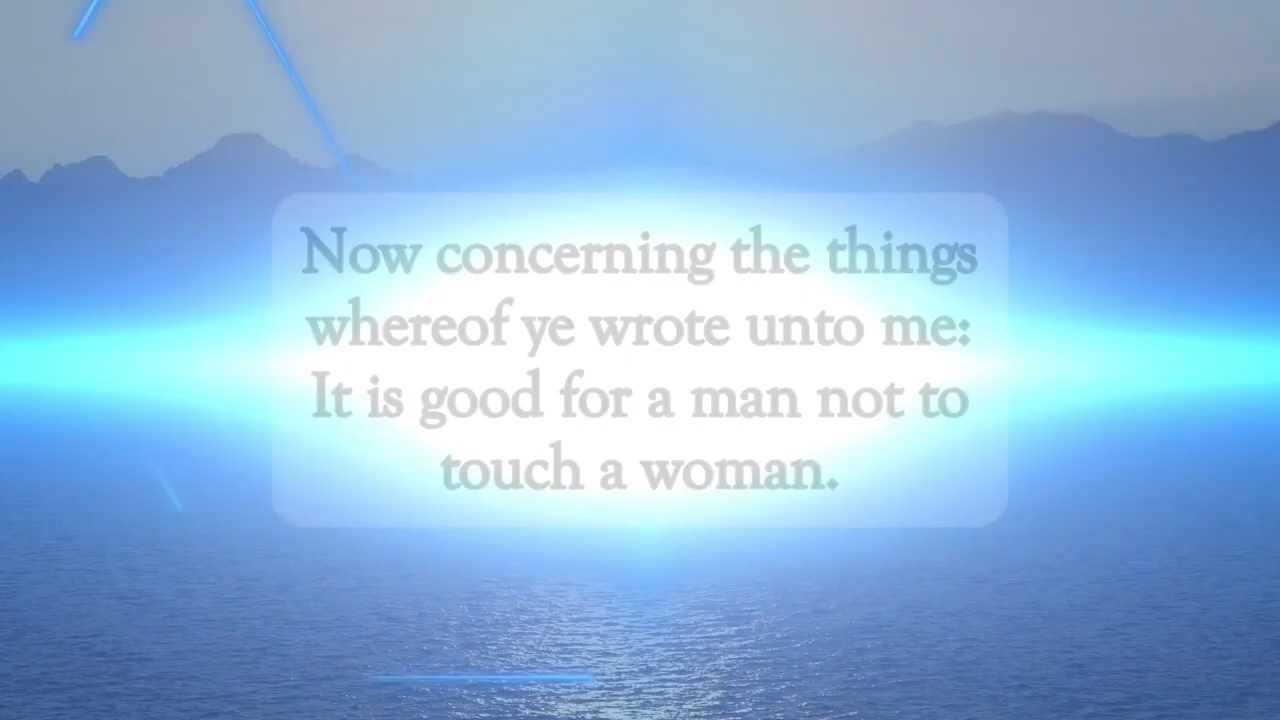 Now concerning the things
whereof ye wrote unto me:
It is good for a man not to
touch a woman.